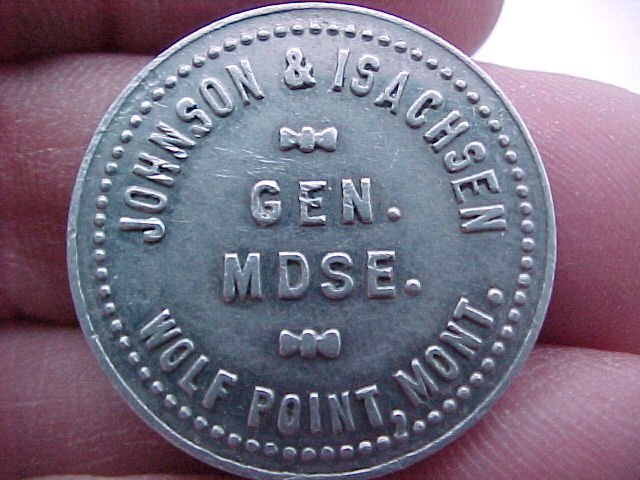 JOHNSON & ISACHSEN
GEN.
MDSE.
WOLF POINT, MONT.